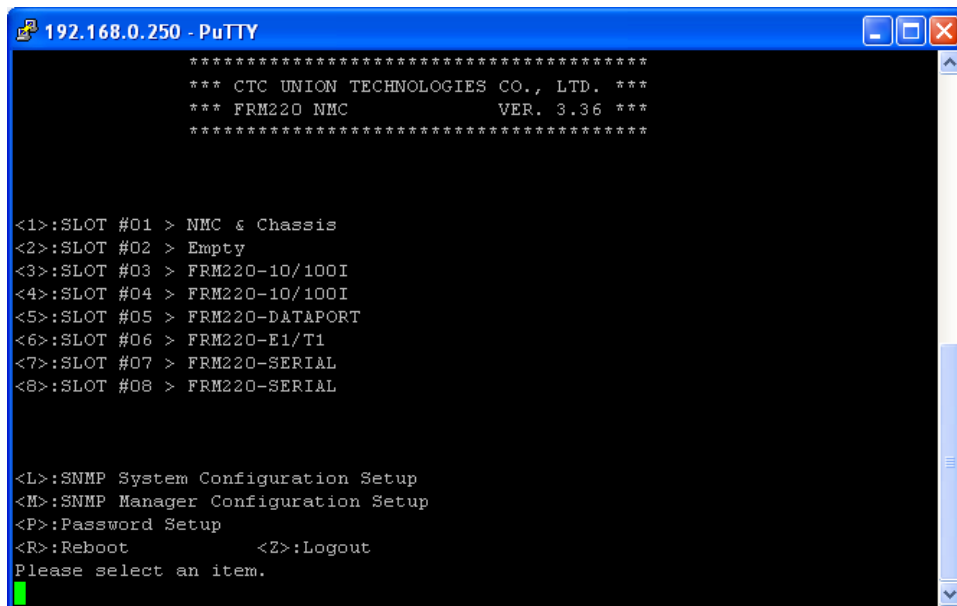 192.168.0.250 - PuTTY
*****************************************
*** CTC UNION TECHNOLOGIES CO., LTD. ***
*** FRM220 NMC VER. 3.36 ***
*****************************************
<1>:SLOT #01 > NMC & Chassis
<2>:SLOT #02 > Empty
<3>:SLOT #03 > FRM220-10/100I
<4>:SLOT #04 > FRM220-10/100I
<5>:SLOT #05 > FRM220-DATAPORT
<6>:SLOT #06 > FRM220-E1/T1
<7>:SLOT #07 > FRM220-SERIAL
<8>:SLOT #08 > FRM220-SERIAL
<L>:SNMP System Configuration Setup
<M>:SNMP Manager Configuration Setup
<P>:Password Setup
<R>:Reboot <Z>:Logout
Please select an item.